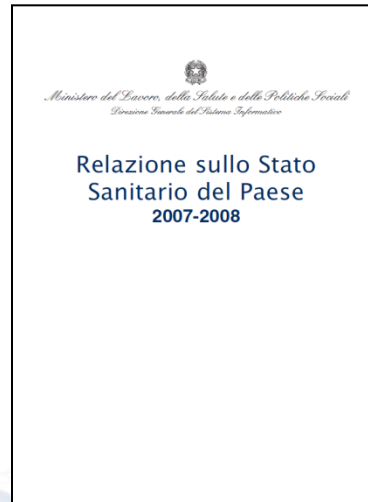 Ministero del Lavoro, della Salute e delle Politiche Sociali
Direzione Generale del Sistema Informatico
Relazione sullo Stato
Sanitario del Paese
2007-2008